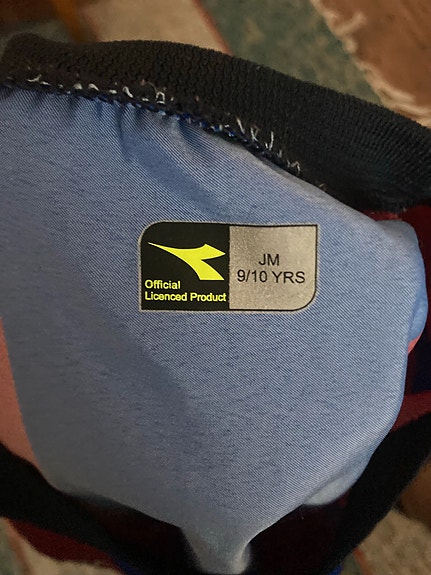 Official
Licenced Product
JM
9/10 YRS